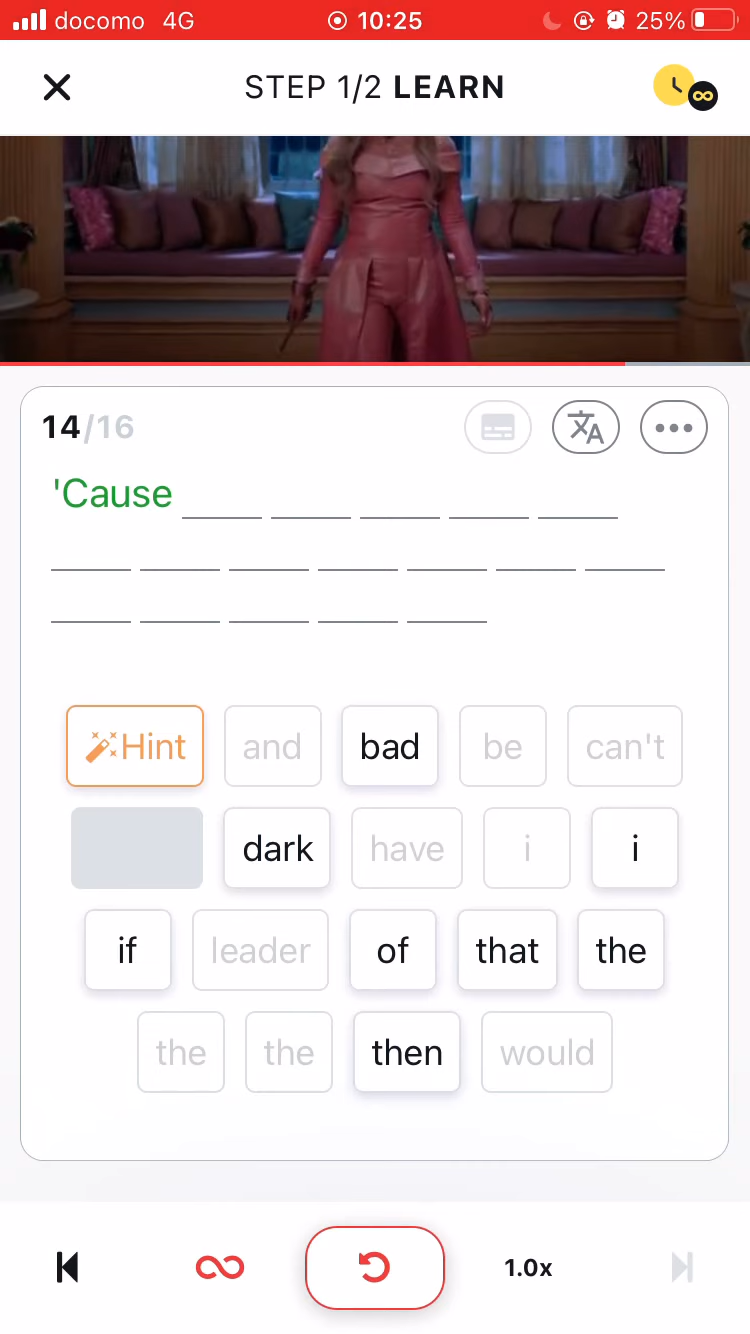 docomo 4G 10:25 25%
STEP 1/2 LEARN
14/16
'Cause
Hint and bad be can't
dark have i i
if leader of that the
the the then would
1.0x